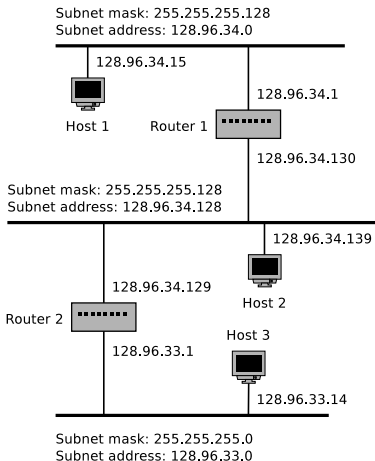 Subnet mask: 255.255.255.128
Subnet address: 128.96.34.0
128.96.34.15
128.96.34.1
Host 1
Router 1
128.96.34.130
Subnet mask: 255.255.255.128
Subnet address: 128.96.34.128
128.96.34.139
128.96.34.129
Host 2
Router 2
Host 3
128.96.33.1
128.96.33.14
Subnet mask: 255.255.255.0
Subnet address: 128.96.33.0